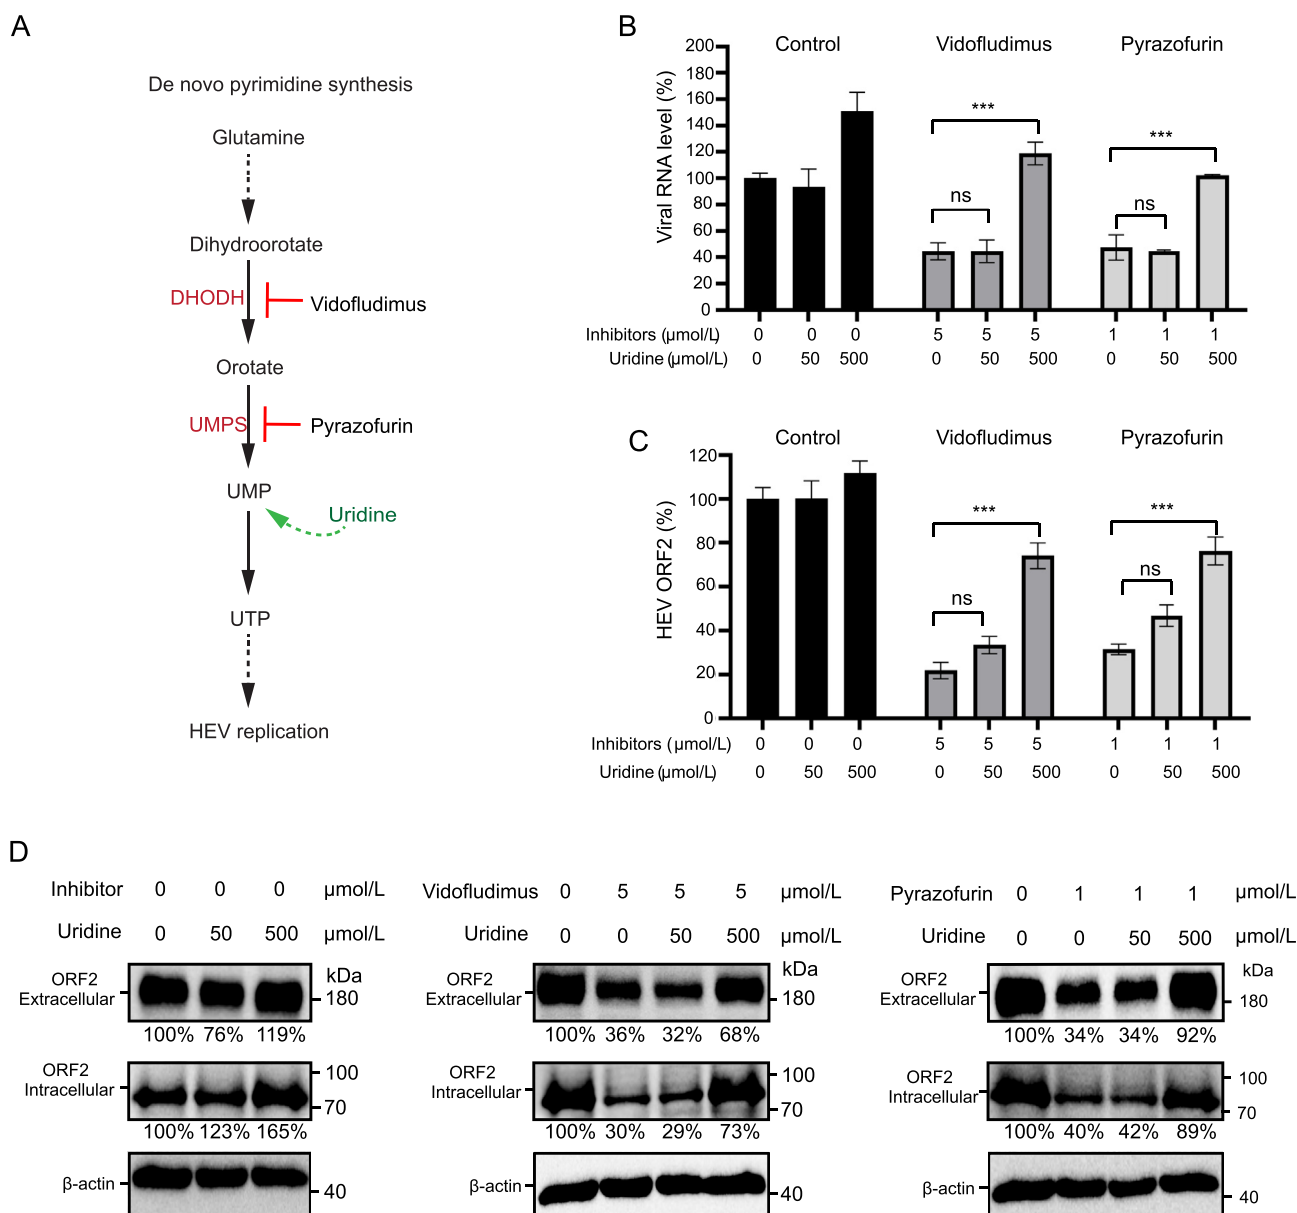 A
De novo pyrimidine synthesis
Glutamine
Dihydroorotate
DHODH
Vidofludimus
Orotate
UMPS
Pyrazofurin
UMP
Uridine
UTP
HEV replication
B
Control Vidofludimus Pyrazofurin
Viral RNA level (%)
200
180
160
140
120
100
80
60
40
20
0
*** ***
ns ns
Inhibitors (µmol/L) 0 0 0 5 5 5 1 1 1
Uridine (µmol/L) 0 50 500 0 50 500 0 50 500
C
Control Vidofludimus Pyrazofurin
HEV ORF2 (%)
120
100
80
60
40
20
0
*** ***
ns ns
Inhibitors (µmol/L) 0 0 0 5 5 5 1 1 1
Uridine (µmol/L) 0 50 500 0 50 500 0 50 500
D
Inhibitor 0 0 0 µmol/L
Uridine 0 50 500 µmol/L
kDa
ORF2
Extracellular
180
100% 76% 119%
ORF2
Intracellular
100
70
100% 123% 165%
β-actin
40
Vidofludimus 0 5 5 5 µmol/L
Uridine 0 0 50 500 µmol/L
kDa
ORF2
Extracellular
180
100% 36% 32% 68%
ORF2
Intracellular
100
70
100% 30% 29% 73%
β-actin
40
Pyrazofurin 0 1 1 1 µmol/L
Uridine 0 0 50 500 µmol/L
kDa
ORF2
Extracellular
180
100% 34% 34% 92%
ORF2
Intracellular
100
70
100% 40% 42% 89%
β-actin
40